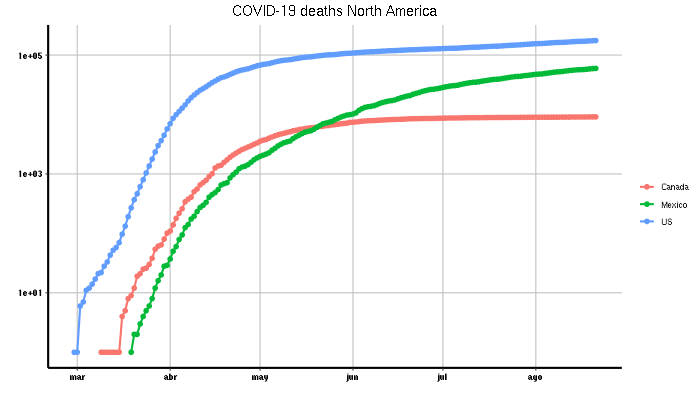 COVID-19 deaths North America
1e+05
1e+03
1e+01
mar abr may jun jul ago
Canada
Mexico
US